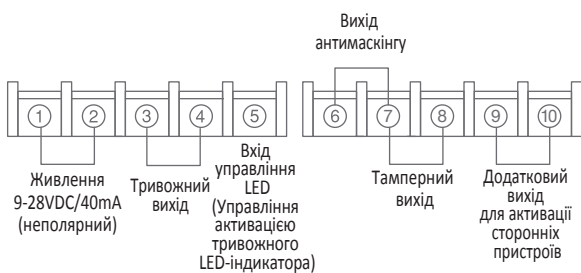 Вихід
антимаскінгу
1 2 3 4 5 6 7 8 9 10
Живлення
9-28VDC/40mA
(неполярний)
Тривожний
вихід
Вхід
управління
LED
(Управління
активацією
тривожного
LED-індикатора)
Тамперний
вихід
Додатковий
вихід
для активації
сторонніх
пристроїв